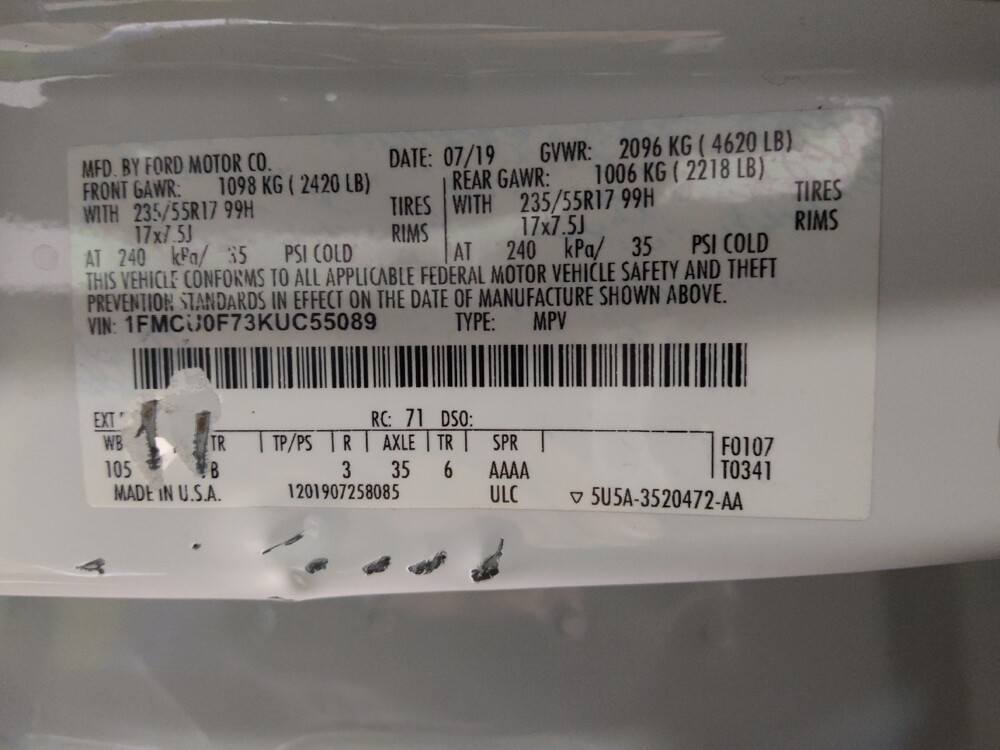 MFD. BY FORD MOTOR CO. DATE: 07/19 GVWR: 2096 KG ( 4620 LB)
FRONT GAWR: 1098 KG ( 2420 LB) REAR GAWR: 1006 KG ( 2218 LB)
WITH 235/55R17 99H TIRES WITH 235/55R17 99H TIRES
17x7.5J RIMS 17x7.5J RIMS
AT 240 kPa/ 35 PSI COLD AT 240 kPa/ 35 PSI COLD
THIS VEHICLE CONFORMS TO ALL APPLICABLE FEDERAL MOTOR VEHICLE SAFETY AND THEFT
PREVENTION STANDARDS IN EFFECT ON THE DATE OF MANUFACTURE SHOWN ABOVE.
VIN: 1FMCU0F73KUC55089 TYPE: MPV
EXT RC: 71 DSO:
WB TR TP/PS R AXLE TR SPR F0107
105 B 3 35 6 AAAA T0341
MADE IN U.S.A. 1201907258085 ULC ▽ 5U5A-3520472-AA